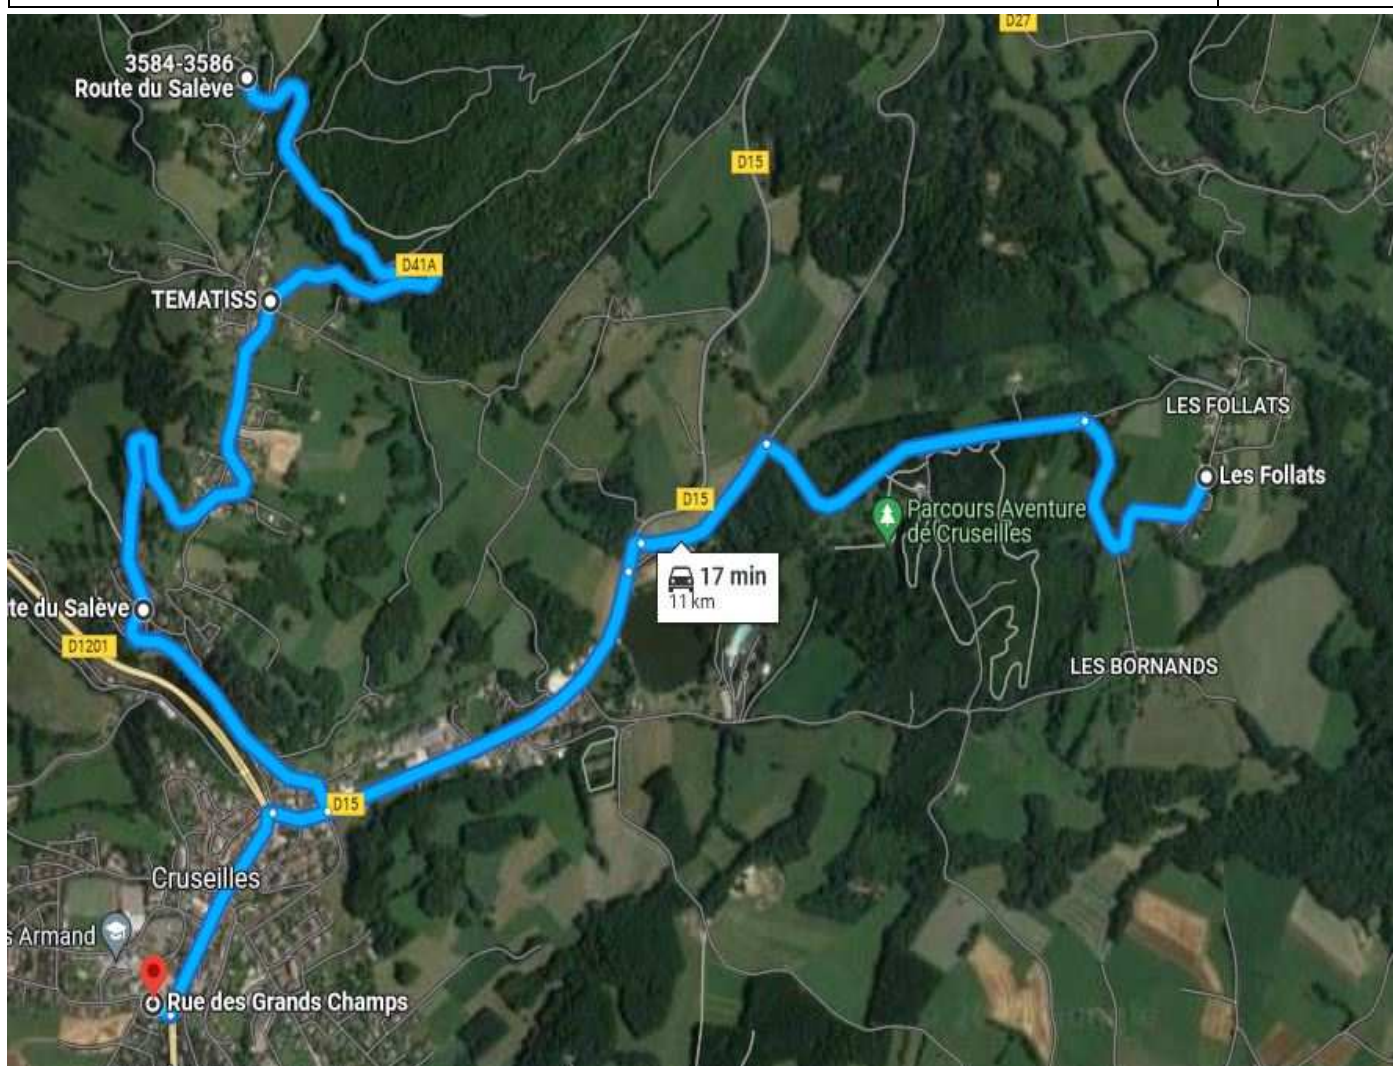 D27
3584-3586
Route du Salève
D15
D41A
TEMATISS
LES FOLLATS
Les Follats
D15
Parcours Aventure
de Cruseilles
17 min
11 km
te du Salève
D1201
LES BORNANDS
D15
Cruseilles
s Armand
Rue des Grands Champs